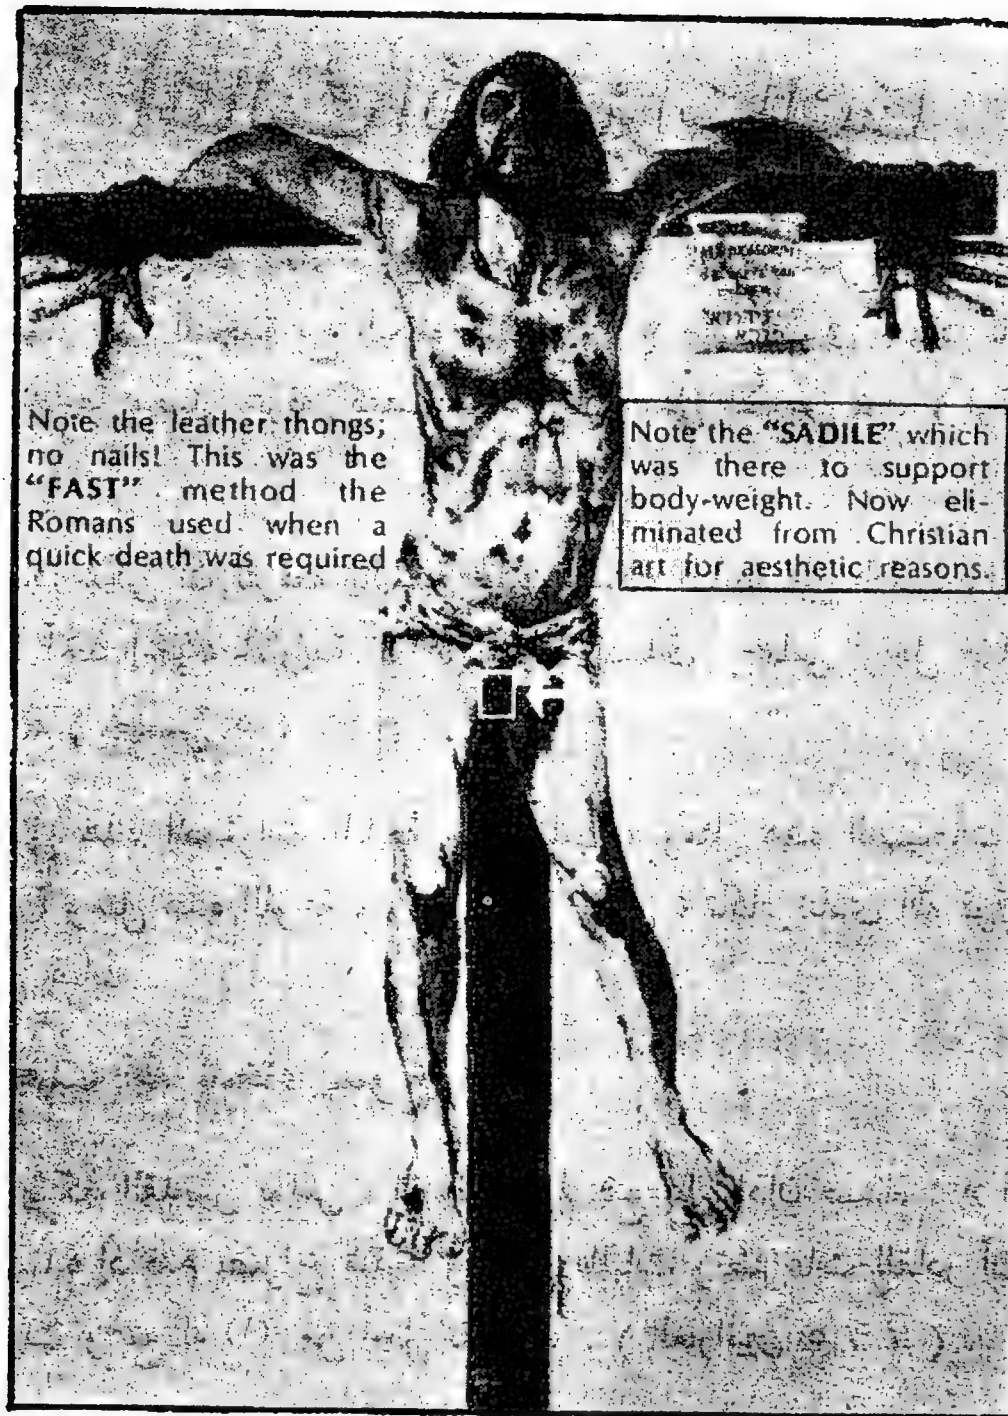 Note the leather thongs;
no nails! This was the
"FAST" method the
Romans used when a
quick death was required
Note the "SADILE" which
was there to support
body-weight. Now eli-
minated from Christian
art for aesthetic reasons.